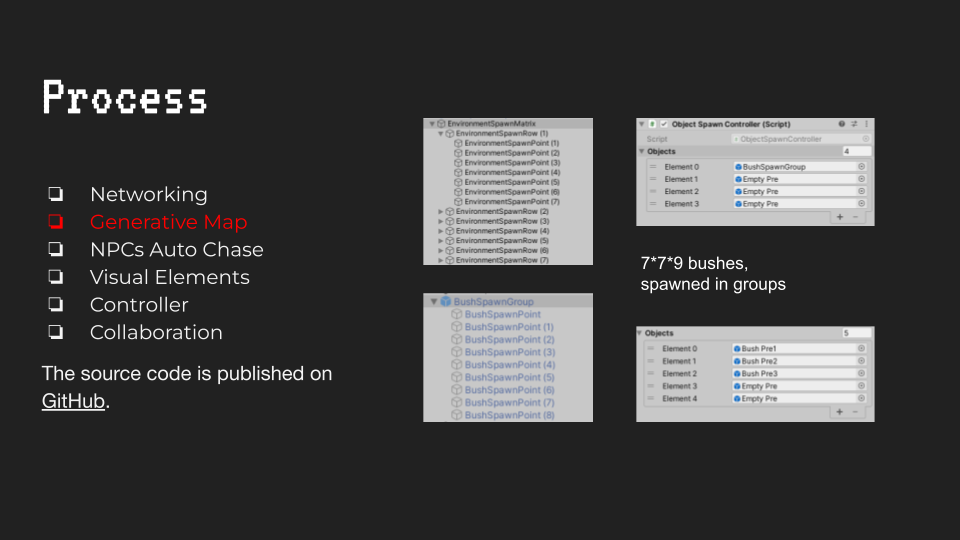 Process
Networking
Generative Map
NPCs Auto Chase
Visual Elements
Controller
Collaboration
The source code is published on
GitHub.
EnvironmentSpawnMatrix
EnvironmentSpawnRow (1)
EnvironmentSpawnPoint (1)
EnvironmentSpawnPoint (2)
EnvironmentSpawnPoint (3)
EnvironmentSpawnPoint (4)
EnvironmentSpawnPoint (5)
EnvironmentSpawnPoint (6)
EnvironmentSpawnPoint (7)
EnvironmentSpawnRow (2)
EnvironmentSpawnRow (3)
EnvironmentSpawnRow (4)
EnvironmentSpawnRow (5)
EnvironmentSpawnRow (6)
EnvironmentSpawnRow (7)
BushSpawnGroup
BushSpawnPoint
BushSpawnPoint (1)
BushSpawnPoint (2)
BushSpawnPoint (3)
BushSpawnPoint (4)
BushSpawnPoint (5)
BushSpawnPoint (6)
BushSpawnPoint (7)
BushSpawnPoint (8)
Object Spawn Controller (Script)
Script ObjectSpawnController
Objects 4
Element 0 BushSpawnGroup
Element 1 Empty Pre
Element 2 Empty Pre
Element 3 Empty Pre
+ -
7*7*9 bushes,
spawned in groups
Objects 5
Element 0 Bush Pre1
Element 1 Bush Pre2
Element 2 Bush Pre3
Element 3 Empty Pre
Element 4 Empty Pre
+ -